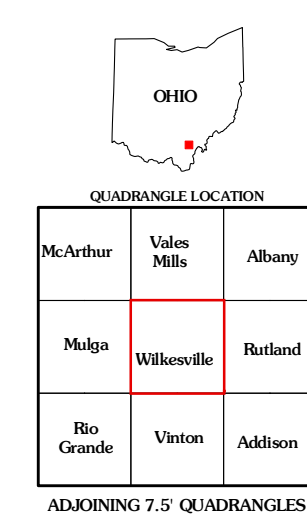 OHIO
QUADRANGLE LOCATION
McArthur
Vales
Mills
Albany
Mulga
Wilkesville
Rutland
Rio
Grande
Vinton
Addison
ADJOINING 7.5' QUADRANGLES